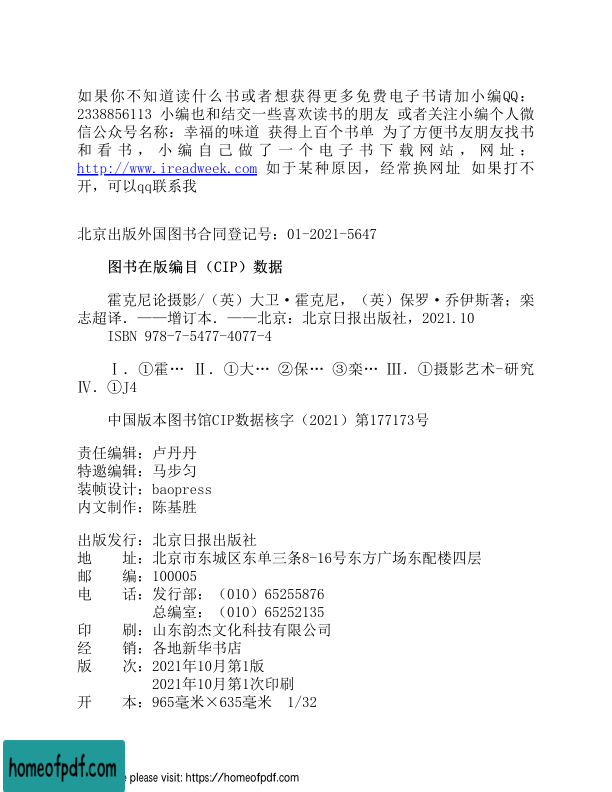 如果你不知道读什么书或者想获得更多免费电子书请加小编QQ：
2338856113 小编也和结交一些喜欢读书的朋友 或者关注小编个人微
信公众号名称：幸福的味道 获得上百个书单 为了方便书友朋友找书
和看书，小编自己做了一个电子书下载网站，网址：
http://www.ireadweek.com 如于某种原因，经常换网址 如果打不
开，可以qq联系我
北京出版外国图书合同登记号：01-2021-5647
图书在版编目（CIP）数据
霍克尼论摄影/（英）大卫·霍克尼，（英）保罗·乔伊斯著；栾
志超译．——增订本．——北京：北京日报出版社，2021.10
ISBN 978-7-5477-4077-4
Ⅰ．①霍… Ⅱ．①大… ②保… ③栾… Ⅲ．①摄影艺术-研究
Ⅳ．①J4
中国版本图书馆CIP数据核字（2021）第177173号
责任编辑：卢丹丹
特邀编辑：马步匀
装帧设计：baopress
内文制作：陈基胜
出版发行：北京日报出版社
地　　址：北京市东城区东单三条8-16号东方广场东配楼四层
邮　　编：100005
电　　话：发行部：（010）65255876
总编室：（010）65252135
印　　刷：山东韵杰文化科技有限公司
经　　销：各地新华书店
版　　次：2021年10月第1版
2021年10月第1次印刷
开　　本：965毫米×635毫米　1/32
homeofpdf.com
e please visit: https://homeofpdf.com